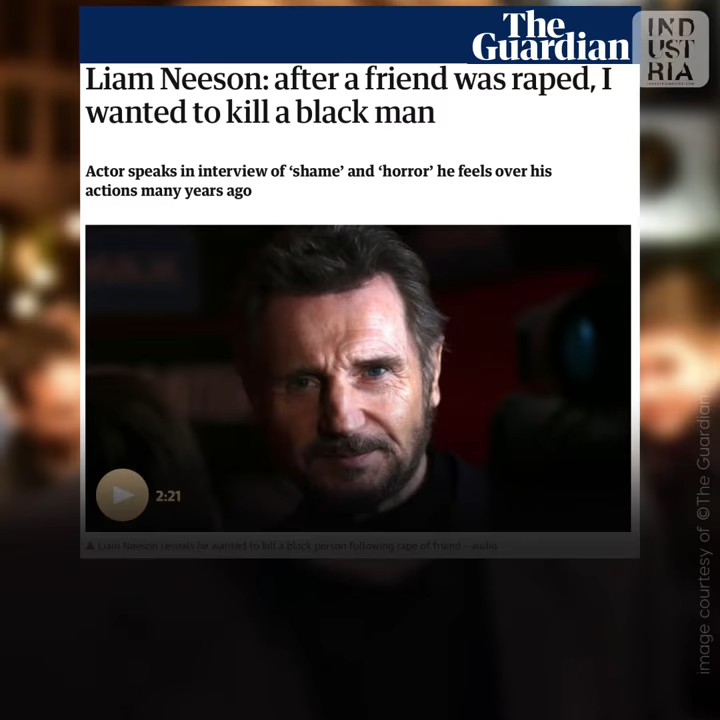 The
Guardian
IND
UST
RIA
Liam Neeson: after a friend was raped, I
wanted to kill a black man
Actor speaks in interview of ‘shame’ and ‘horror’ he feels over his
actions many years ago
2:21
▲ Liam Neeson reveals he wanted to kill a black person following rape of friend – audio
image courtesy of ©The Guardian